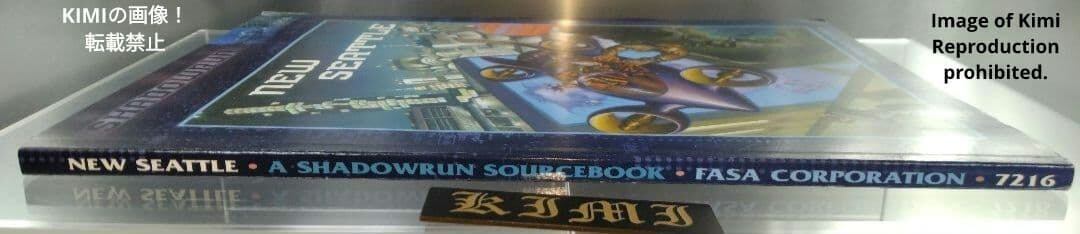 KIMIの画像！
転載禁止
Image of Kimi
Reproduction
prohibited.
SHADOWRUN
NEW
SEATTLE
NEW SEATTLE • A SHADOWRUN SOURCEBOOK • FASA CORPORATION • 7216
KIMI